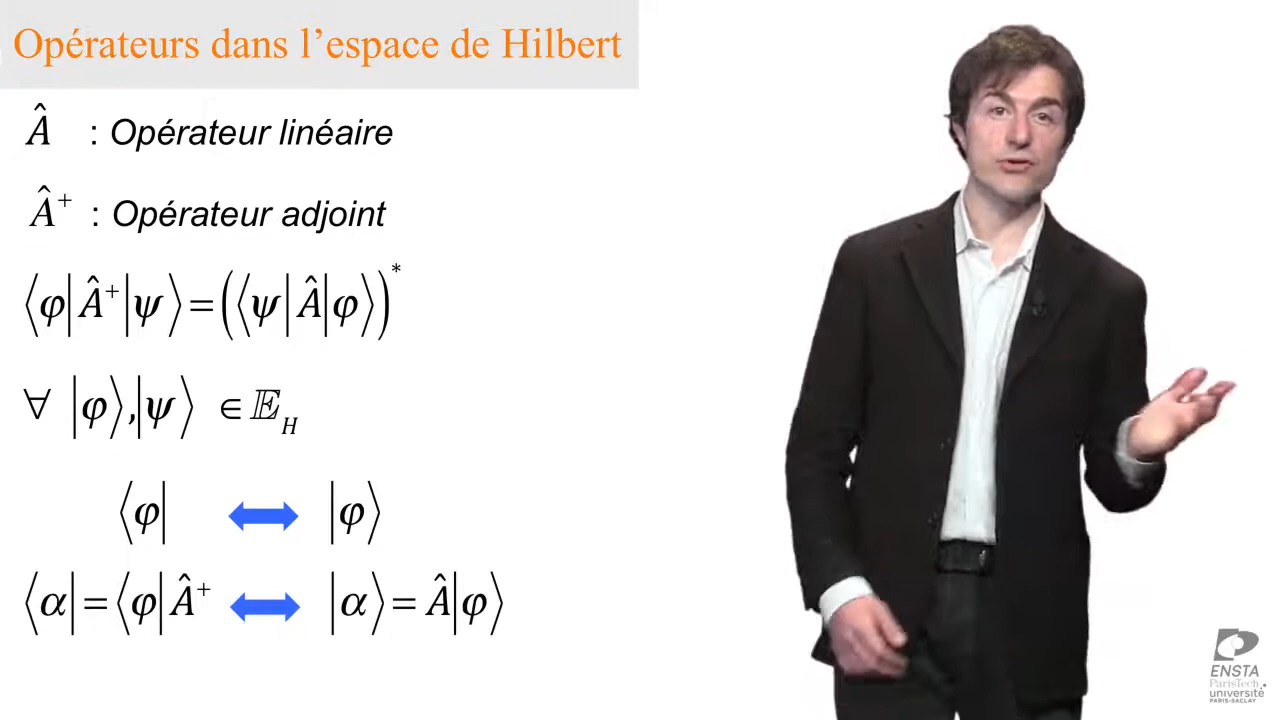 Opérateurs dans l’espace de Hilbert
Â : Opérateur linéaire
Â⁺ : Opérateur adjoint
⟨φ|Â⁺|ψ⟩=(⟨ψ|Â|φ⟩)*
∀ |φ⟩,|ψ⟩ ∈ 𝔼_H
⟨φ| |φ⟩
⟨α|=⟨φ|Â⁺ |α⟩=Â|φ⟩
ENSTA
ParisTech
université
PARIS-SACLAY